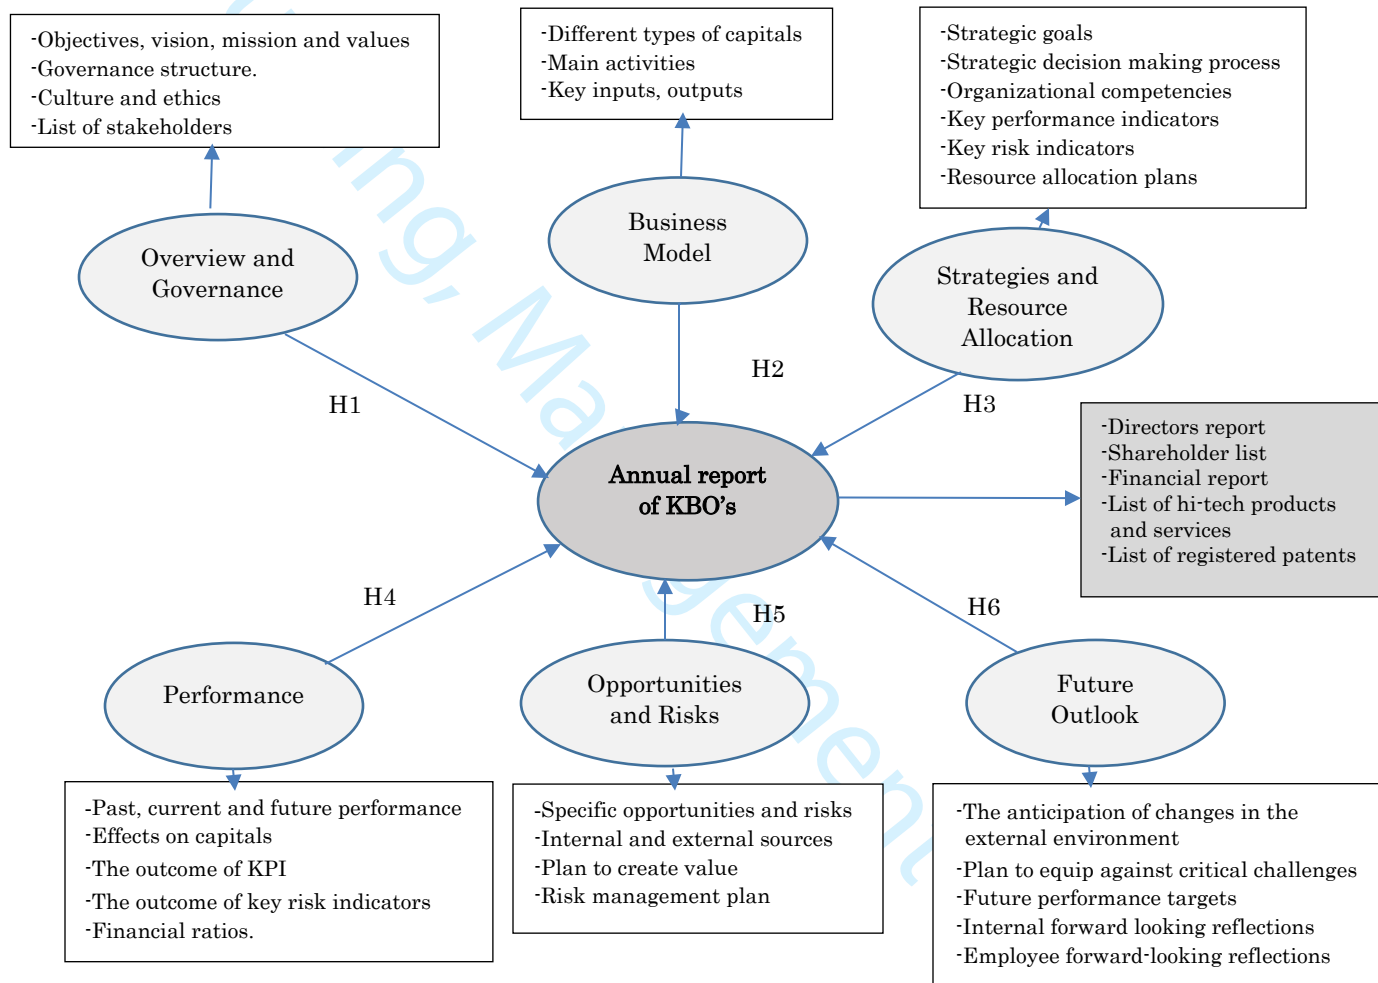 -Objectives, vision, mission and values
-Governance structure.
-Culture and ethics
-List of stakeholders
-Different types of capitals
-Main activities
-Key inputs, outputs
-Strategic goals
-Strategic decision making process
-Organizational competencies
-Key performance indicators
-Key risk indicators
-Resource allocation plans
Overview and
Governance
Business
Model
Strategies and
Resource
Allocation
H1
H2
H3
Annual report
of KBO's
-Directors report
-Shareholder list
-Financial report
-List of hi-tech products
and services
-List of registered patents
H4
H5
H6
Performance
Opportunities
and Risks
Future
Outlook
-Past, current and future performance
-Effects on capitals
-The outcome of KPI
-The outcome of key risk indicators
-Financial ratios.
-Specific opportunities and risks
-Internal and external sources
-Plan to create value
-Risk management plan
-The anticipation of changes in the
external environment
-Plan to equip against critical challenges
-Future performance targets
-Internal forward looking reflections
-Employee forward-looking reflections